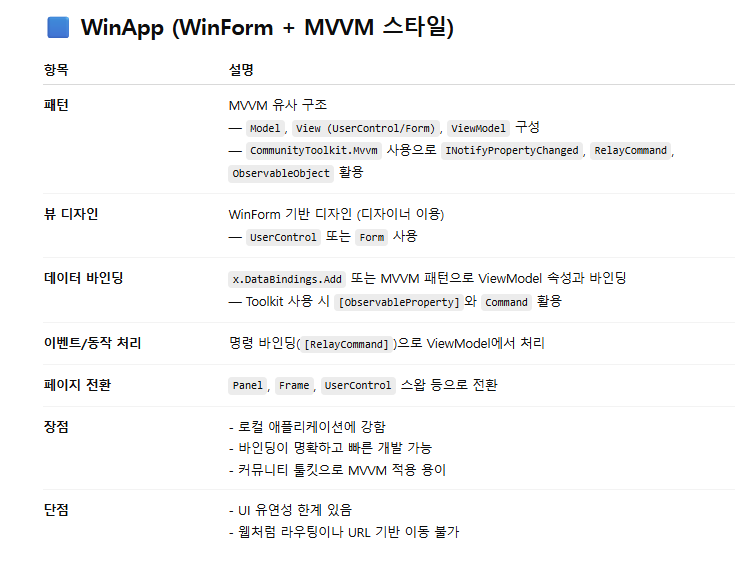 WinApp (WinForm + MVVM 스타일)
항목 설명
패턴 MVVM 유사 구조
— Model, View (UserControl/Form), ViewModel 구성
— CommunityToolkit.Mvvm 사용으로 INotifyPropertyChanged, RelayCommand,
ObservableObject 활용
뷰 디자인 WinForm 기반 디자인 (디자이너 이용)
— UserControl 또는 Form 사용
데이터 바인딩 x.DataBindings.Add 또는 MVVM 패턴으로 ViewModel 속성과 바인딩
— Toolkit 사용 시 [ObservableProperty]와 Command 활용
이벤트/동작 처리 명령 바인딩([RelayCommand])으로 ViewModel에서 처리
페이지 전환 Panel, Frame, UserControl 스왑 등으로 전환
장점 - 로컬 애플리케이션에 강함
- 바인딩이 명확하고 빠른 개발 가능
- 커뮤니티 툴킷으로 MVVM 적용 용이
단점 - UI 유연성 한계 있음
- 웹처럼 라우팅이나 URL 기반 이동 불가